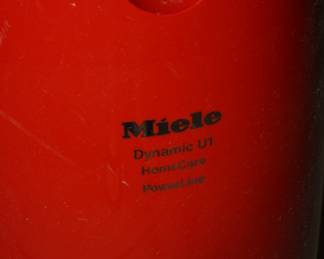 Miele
Dynamic U1
HomeCare
PowerLine